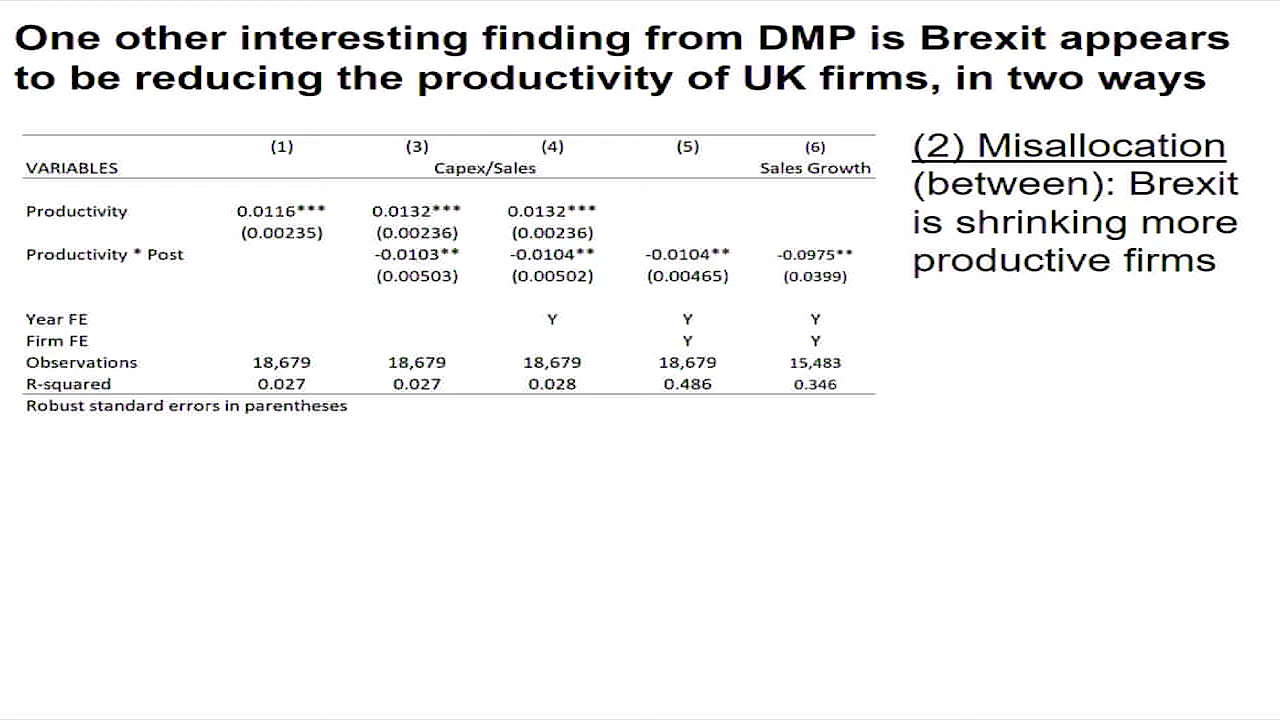 One other interesting finding from DMP is Brexit appears
to be reducing the productivity of UK firms, in two ways
(1) (3) (4) (5) (6)
VARIABLES Capex/Sales Sales Growth
Productivity 0.0116*** 0.0132*** 0.0132***
(0.00235) (0.00236) (0.00236)
Productivity * Post -0.0103** -0.0104** -0.0104** -0.0975**
(0.00503) (0.00502) (0.00465) (0.0399)
Year FE Y Y Y
Firm FE Y Y
Observations 18,679 18,679 18,679 18,679 15,483
R-squared 0.027 0.027 0.028 0.486 0.346
Robust standard errors in parentheses
(2) Misallocation
(between): Brexit
is shrinking more
productive firms